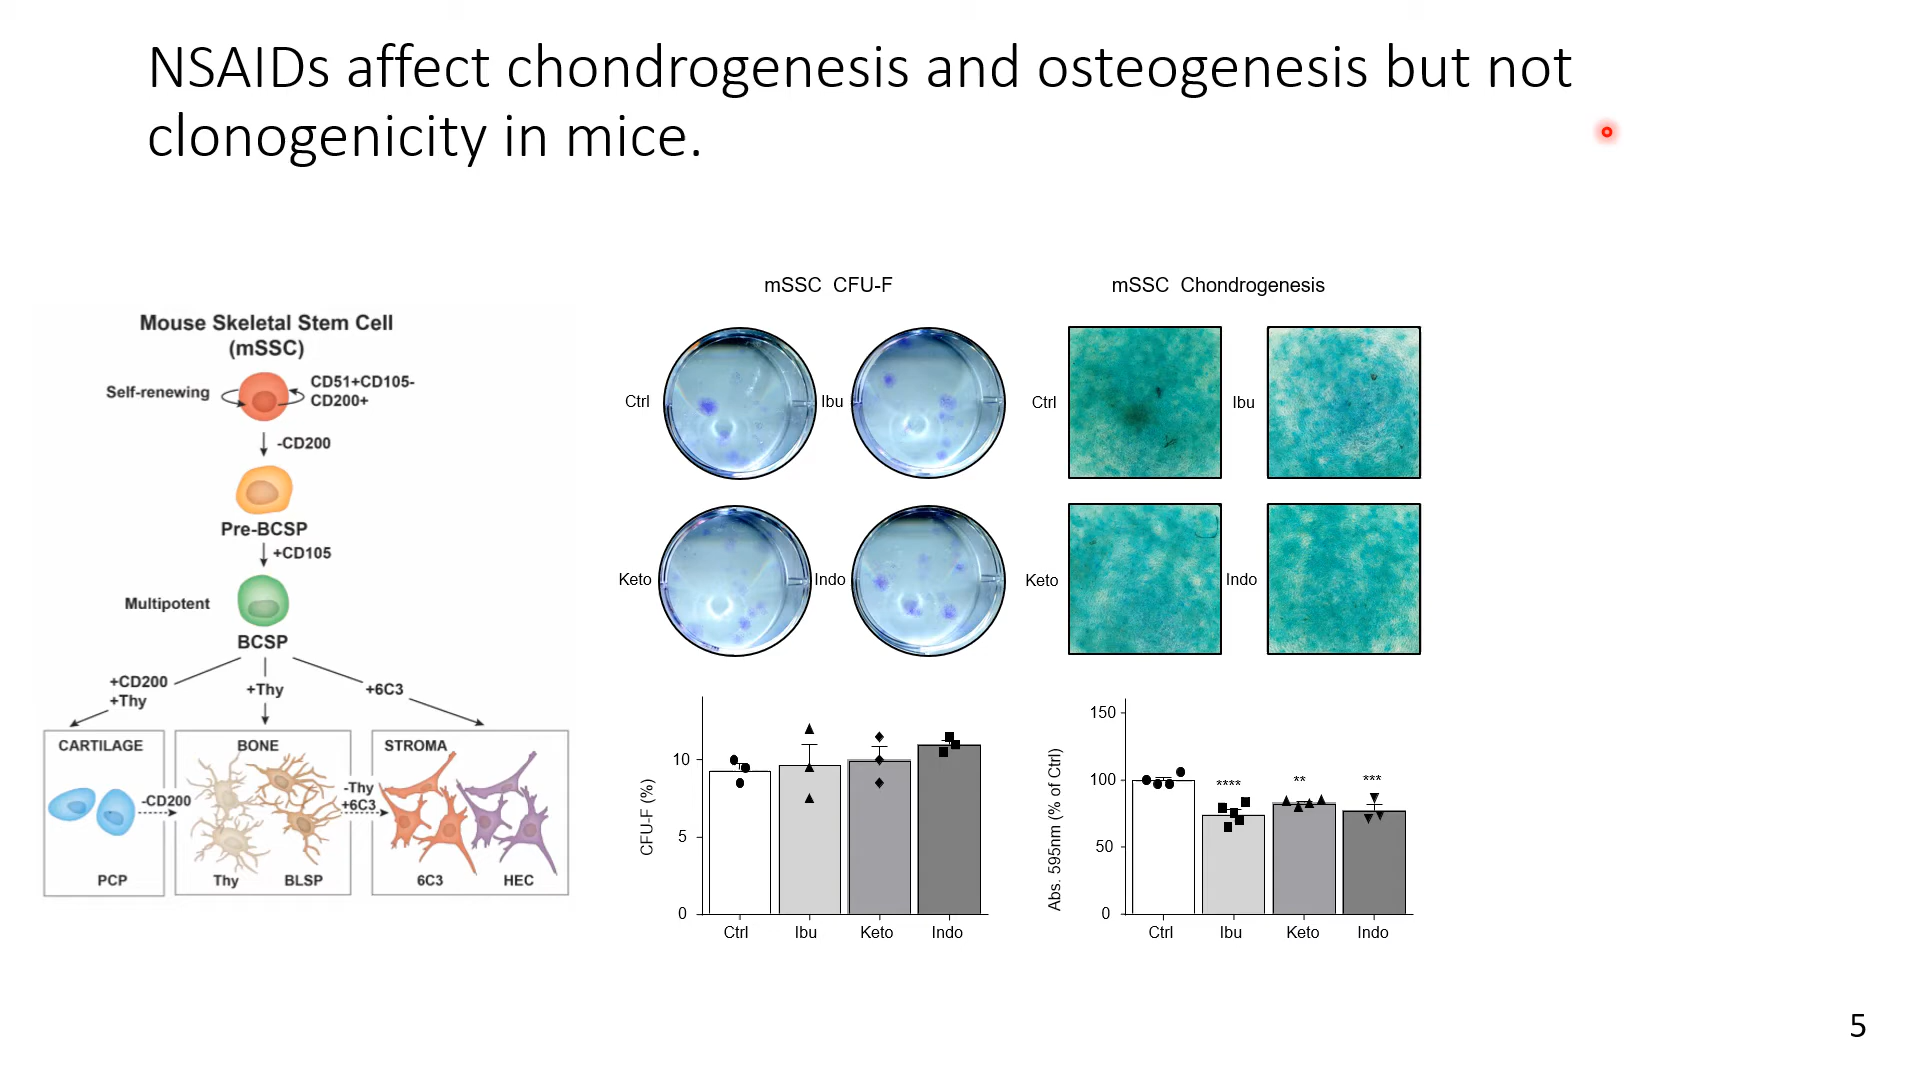 NSAIDs affect chondrogenesis and osteogenesis but not
clonogenicity in mice.
Mouse Skeletal Stem Cell
(mSSC)
Self-renewing
CD51+CD105-
CD200+
-CD200
Pre-BCSP
+CD105
Multipotent
BCSP
+CD200
+Thy
+Thy
+6C3
CARTILAGE
BONE
STROMA
-CD200
-Thy
+6C3
PCP
Thy
BLSP
6C3
HEC
mSSC CFU-F
Ctrl
Ibu
Keto
Indo
CFU-F (%)
10
5
0
Ctrl
Ibu
Keto
Indo
mSSC Chondrogenesis
Ctrl
Ibu
Keto
Indo
Abs. 595nm (% of Ctrl)
150
100
50
0
****
**
***
Ctrl
Ibu
Keto
Indo
5